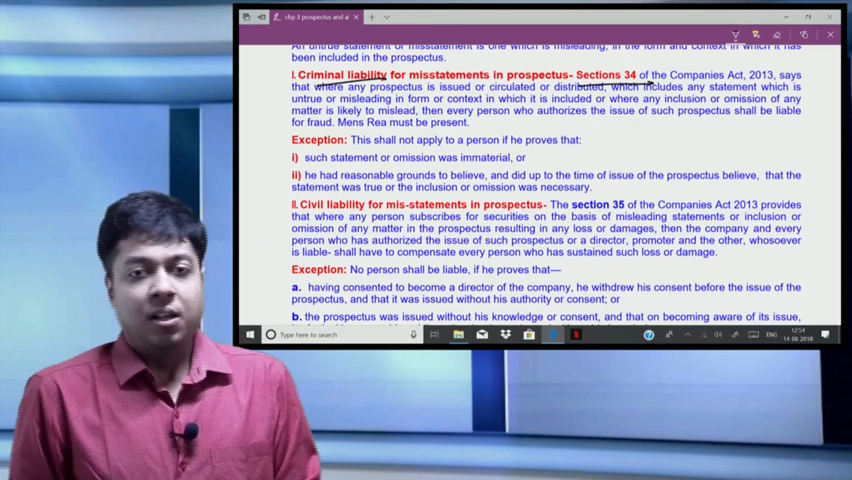 chp 3 prospectus and al
An untrue statement or misstatement is one which is misleading, in the form and context in which it has
been included in the prospectus.
I. Criminal liability for misstatements in prospectus- Sections 34 of the Companies Act, 2013, says
that where any prospectus is issued or circulated or distributed, which includes any statement which is
untrue or misleading in form or context in which it is included or where any inclusion or omission of any
matter is likely to mislead, then every person who authorizes the issue of such prospectus shall be liable
for fraud. Mens Rea must be present.
Exception: This shall not apply to a person if he proves that:
i) such statement or omission was immaterial, or
ii) he had reasonable grounds to believe, and did up to the time of issue of the prospectus believe, that the
statement was true or the inclusion or omission was necessary.
II. Civil liability for mis-statements in prospectus- The section 35 of the Companies Act 2013 provides
that where any person subscribes for securities on the basis of misleading statements or inclusion or
omission of any matter in the prospectus resulting in any loss or damages, then the company and every
person who has authorized the issue of such prospectus or a director, promoter and the other, whosoever
is liable- shall have to compensate every person who has sustained such loss or damage.
Exception: No person shall be liable, if he proves that—
a. having consented to become a director of the company, he withdrew his consent before the issue of the
prospectus, and that it was issued without his authority or consent; or
b. the prospectus was issued without his knowledge or consent, and that on becoming aware of its issue,
Type here to search
ENG
12:54
14-08-2018